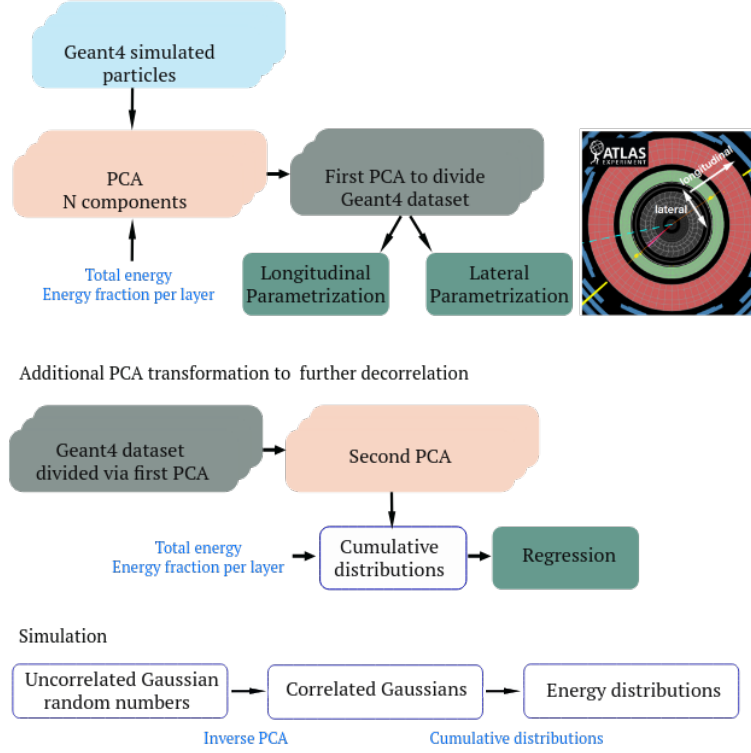 Geant4 simulated
particles
PCA
N components
First PCA to divide
Geant4 dataset
ATLAS
EXPERIMENT
longitudinal
lateral
Total energy
Energy fraction per layer
Longitudinal
Parametrization
Lateral
Parametrization
Additional PCA transformation to further decorrelation
Geant4 dataset
divided via first PCA
Second PCA
Total energy
Energy fraction per layer
Cumulative
distributions
Regression
Simulation
Uncorrelated Gaussian
random numbers
Correlated Gaussians
Energy distributions
Inverse PCA
Cumulative distributions